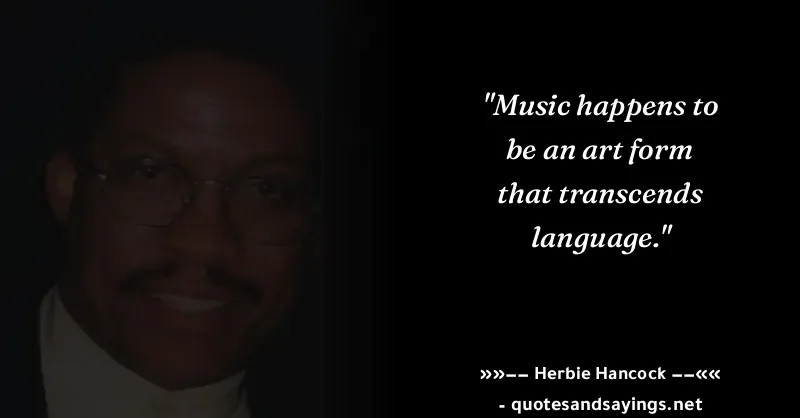 "Music happens to
be an art form
that transcends
language."
»»—— Herbie Hancock ——««
- quotesandsayings.net